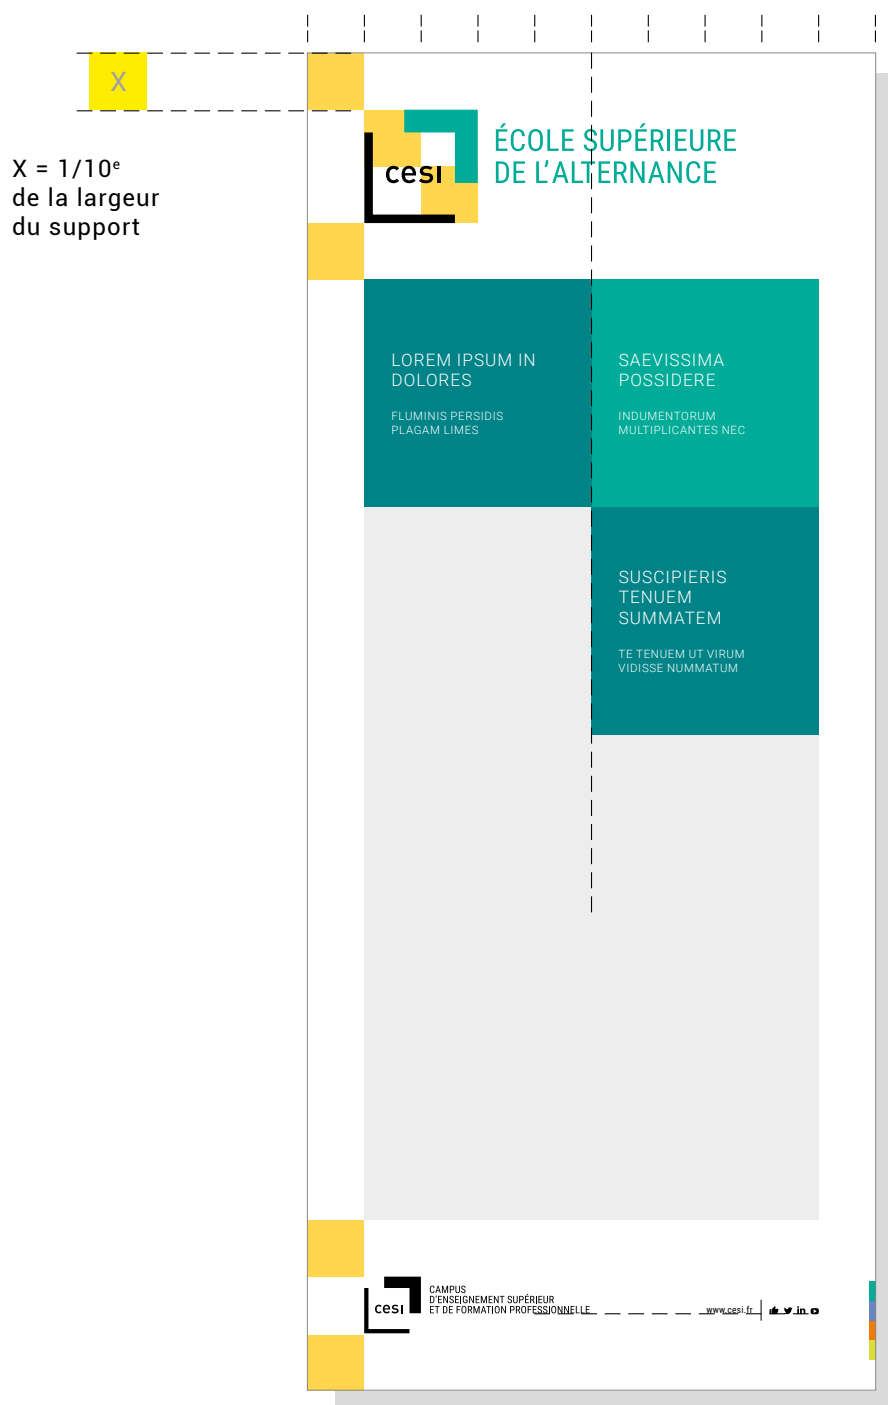 X
X = 1/10e
de la largeur
du support
cesi
ÉCOLE SUPÉRIEURE
DE L'ALTERNANCE
LOREM IPSUM IN
DOLORES
FLUMINIS PERSIDIS
PLAGAM LIMES
SAEVISSIMA
POSSIDERE
INDUMENTORUM
MULTIPLICANTES NEC
SUSCIPIERIS
TENUEM
SUMMATEM
TE TENUEM UT VIRUM
VIDISSE NUMMATUM
cesi
CAMPUS
D'ENSEIGNEMENT SUPÉRIEUR
ET DE FORMATION PROFESSIONNELLE
www.cesi.fr
in